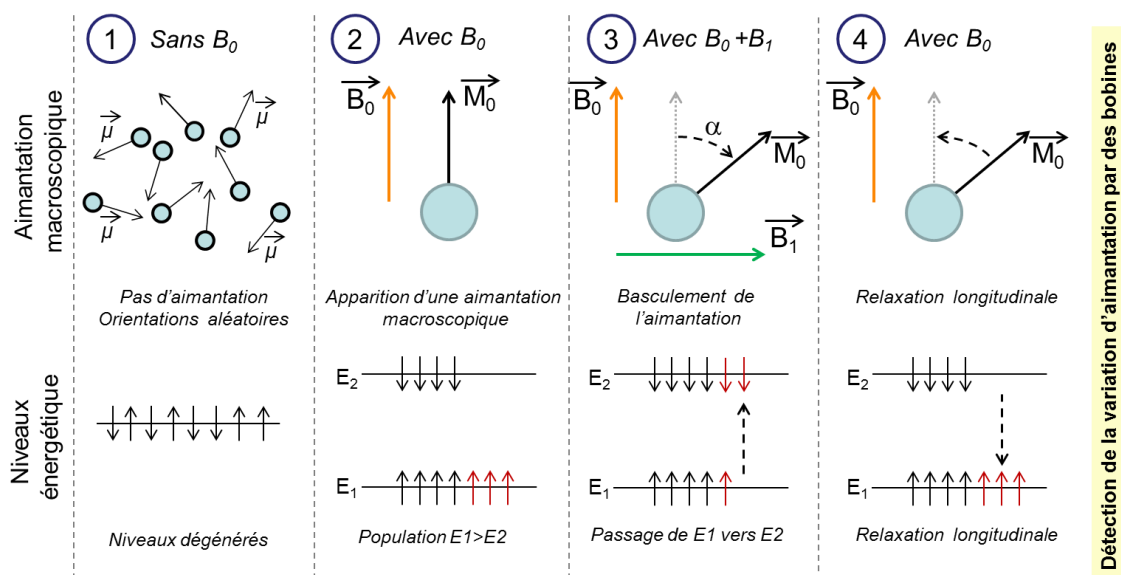 1 Sans B0
2 Avec B0
3 Avec B0 +B1
4 Avec B0
Aimantation
macroscopique
μ
μ
μ
μ
B0
M0
B0
α
M0
B1
B0
M0
Pas d'aimantation
Orientations aléatoires
Apparition d'une aimantation
macroscopique
Basculement de
l'aimantation
Relaxation longitudinale
Niveaux
énergétique
E2
E1
E2
E1
E2
E1
Niveaux dégénérés
Population E1>E2
Passage de E1 vers E2
Relaxation longitudinale
Détection de la variation d'aimantation par des bobines